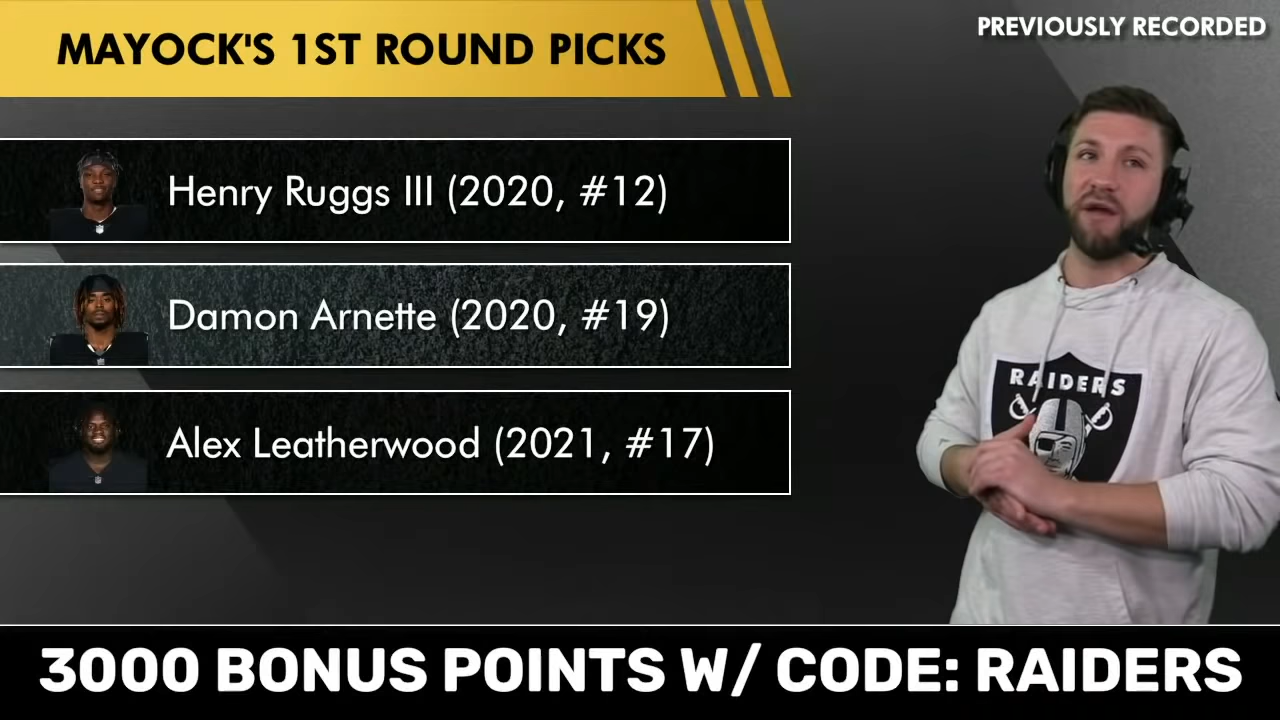 MAYOCK'S 1ST ROUND PICKS
PREVIOUSLY RECORDED
Henry Ruggs III (2020, #12)
Damon Arnette (2020, #19)
Alex Leatherwood (2021, #17)
RAIDERS
3000 BONUS POINTS W/ CODE: RAIDERS